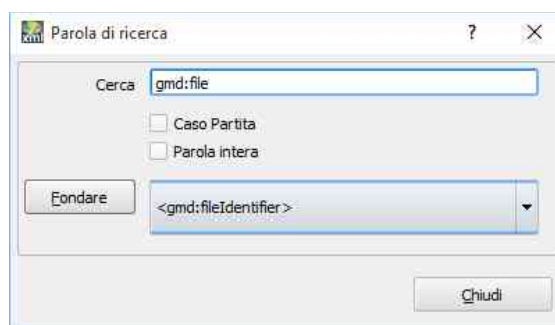 Parola di ricerca ?
Cerca gmd:file
Caso Partita
Parola intera
Fondare <gmd:fileIdentifier>
Chiudi